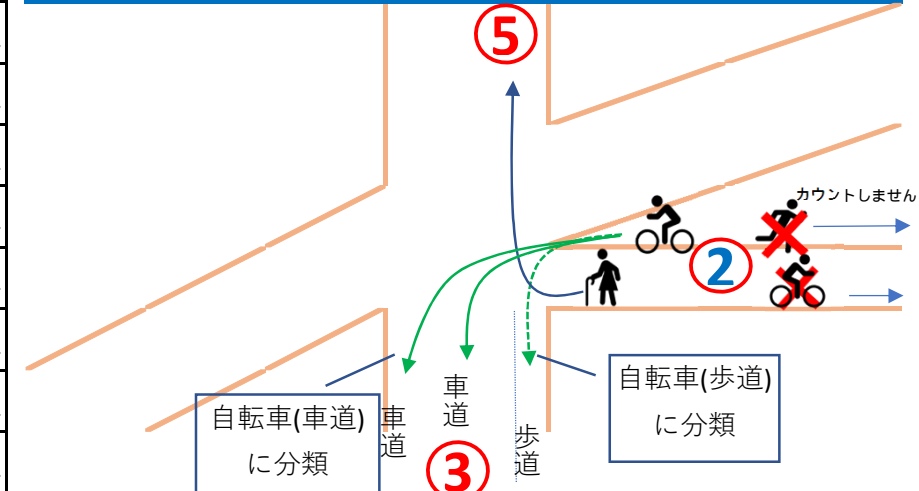 ⑤
カウントしません
②
自転車(車道)
に分類
車道
車道
③
歩道
自転車(歩道)
に分類